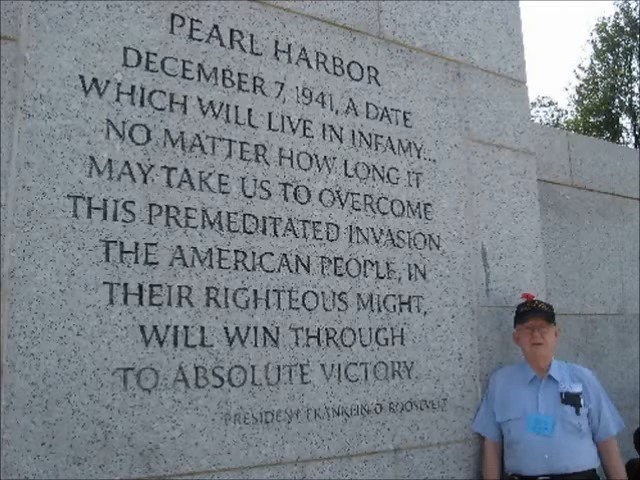 PEARL HARBOR
DECEMBER 7, 1941, A DATE
WHICH WILL LIVE IN INFAMY...
NO MATTER HOW LONG IT
MAY TAKE US TO OVERCOME
THIS PREMEDITATED INVASION,
THE AMERICAN PEOPLE, IN
THEIR RIGHTEOUS MIGHT,
WILL WIN THROUGH
TO ABSOLUTE VICTORY.
PRESIDENT FRANKLIN D. ROOSEVELT